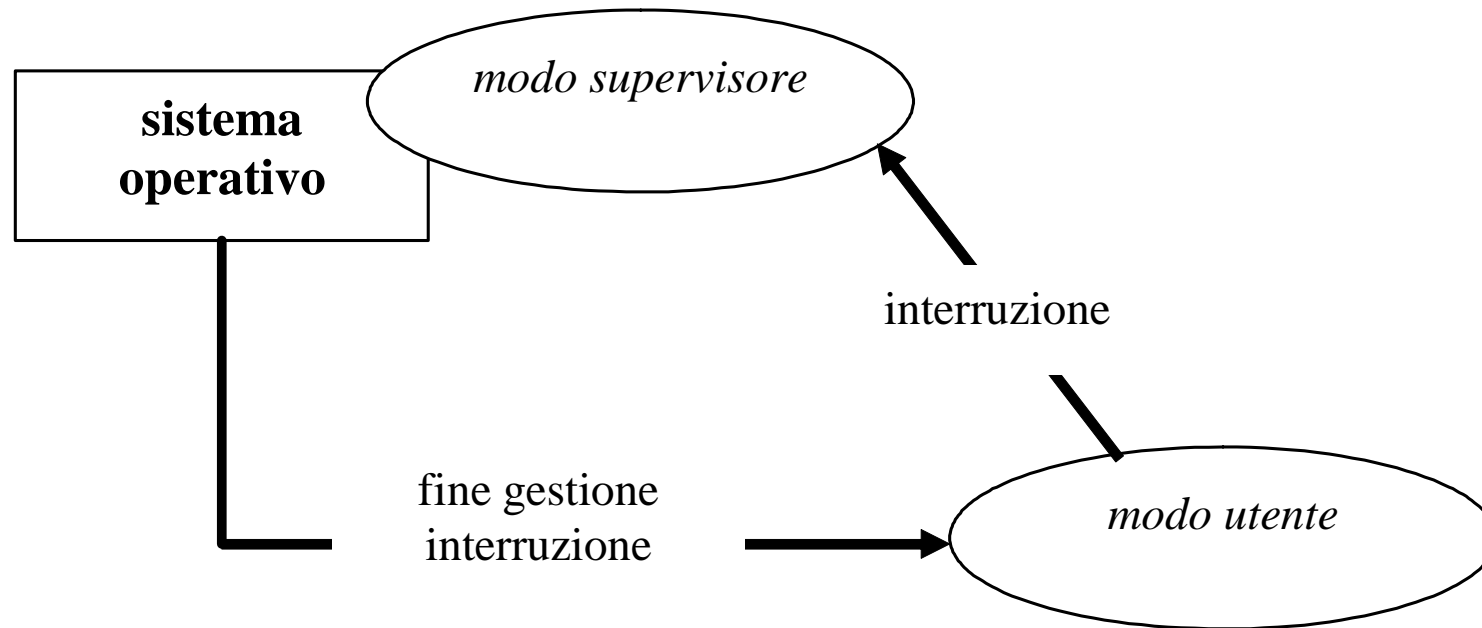 modo supervisore
sistema
operativo
interruzione
fine gestione
interruzione
modo utente